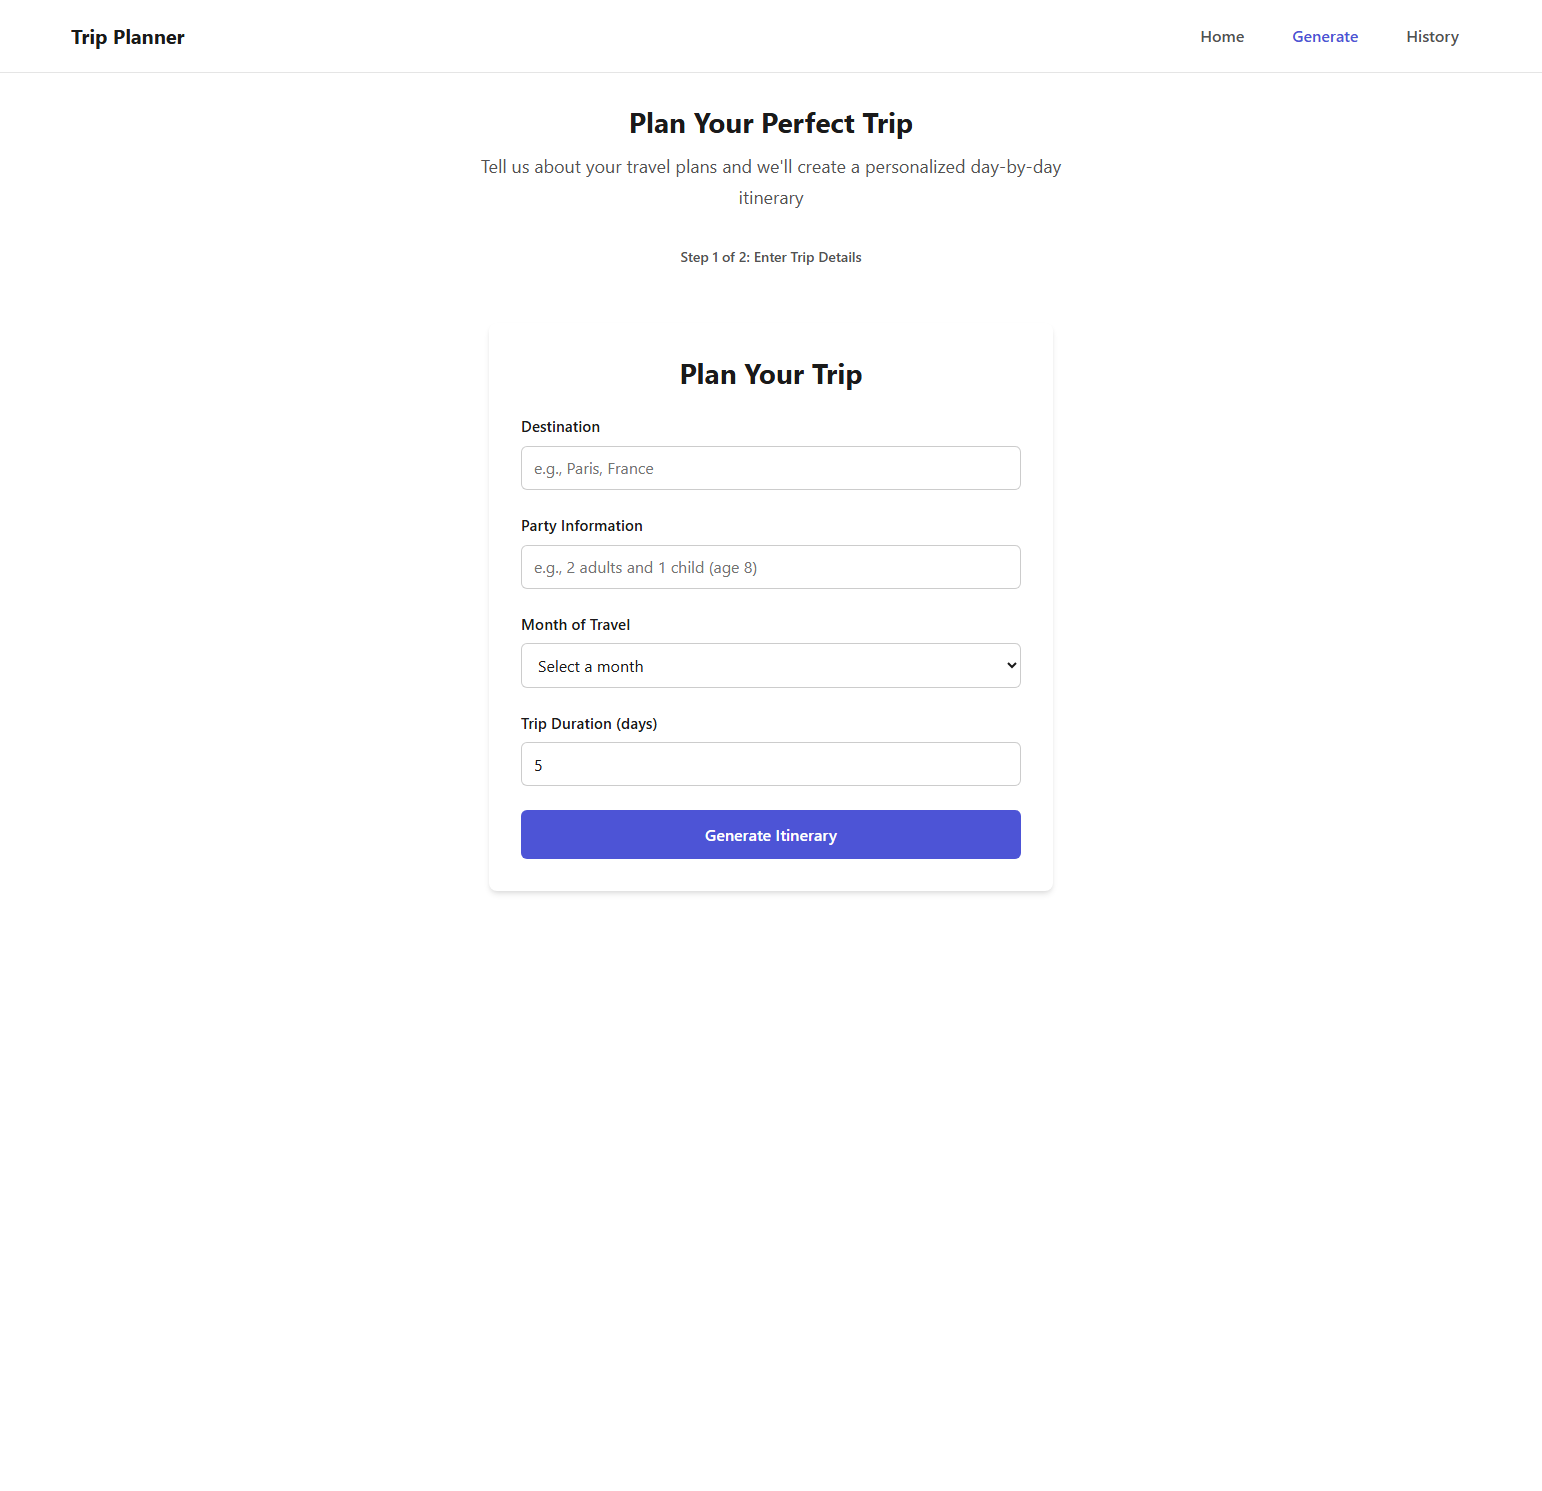 Trip Planner
Home
Generate
History
Plan Your Perfect Trip
Tell us about your travel plans and we'll create a personalized day-by-day
itinerary
Step 1 of 2: Enter Trip Details
Plan Your Trip
Destination
e.g., Paris, France
Party Information
e.g., 2 adults and 1 child (age 8)
Month of Travel
Select a month
Trip Duration (days)
5
Generate Itinerary